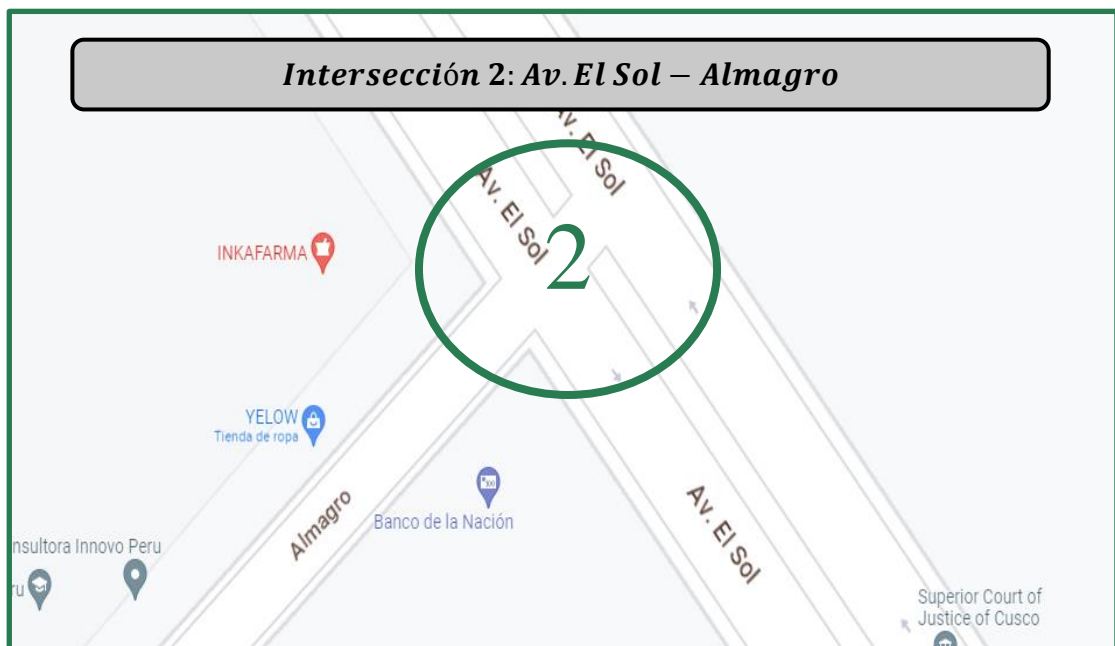 Intersección 2: Av. El Sol – Almagro
Av. El Sol
Av. El Sol
2
INKAFARMA
YELOW
Tienda de ropa
Almagro
Banco de la Nación
Av. El Sol
nsultora Innovo Peru
ru
Superior Court of
Justice of Cusco